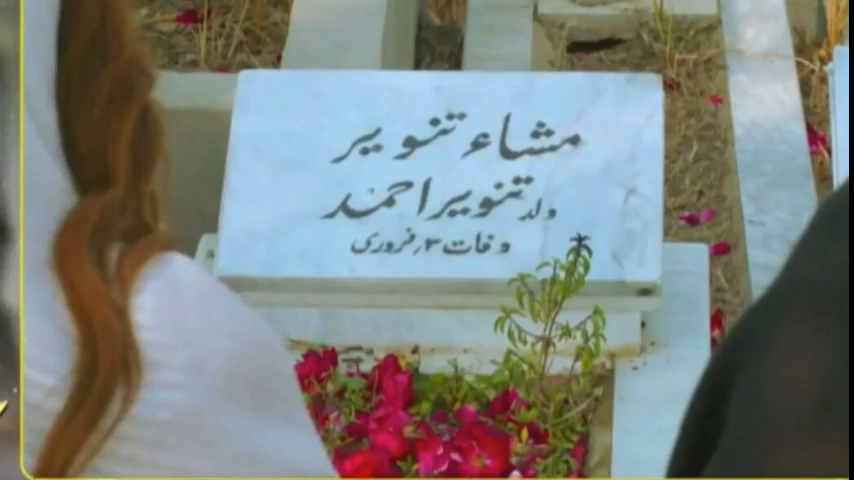 مشاء تنویر
ولد تنویر احمد
وفات ۳؍ فروری